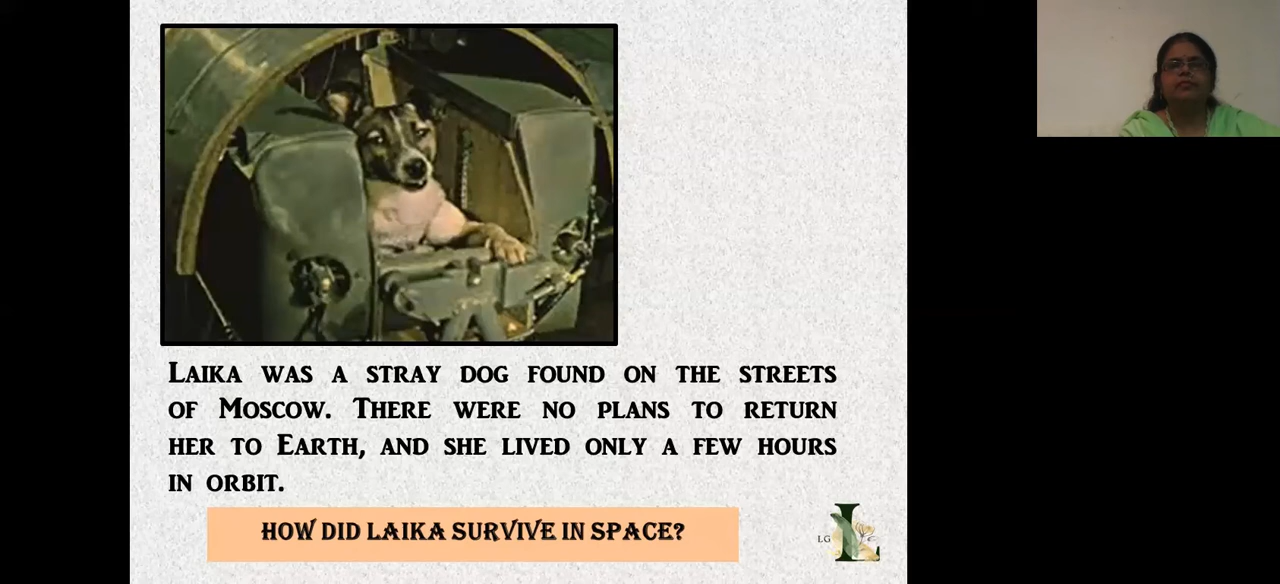 Laika was a stray dog found on the streets
of Moscow. There were no plans to return
her to Earth, and she lived only a few hours
in orbit.
HOW DID LAIKA SURVIVE IN SPACE?
LG
L